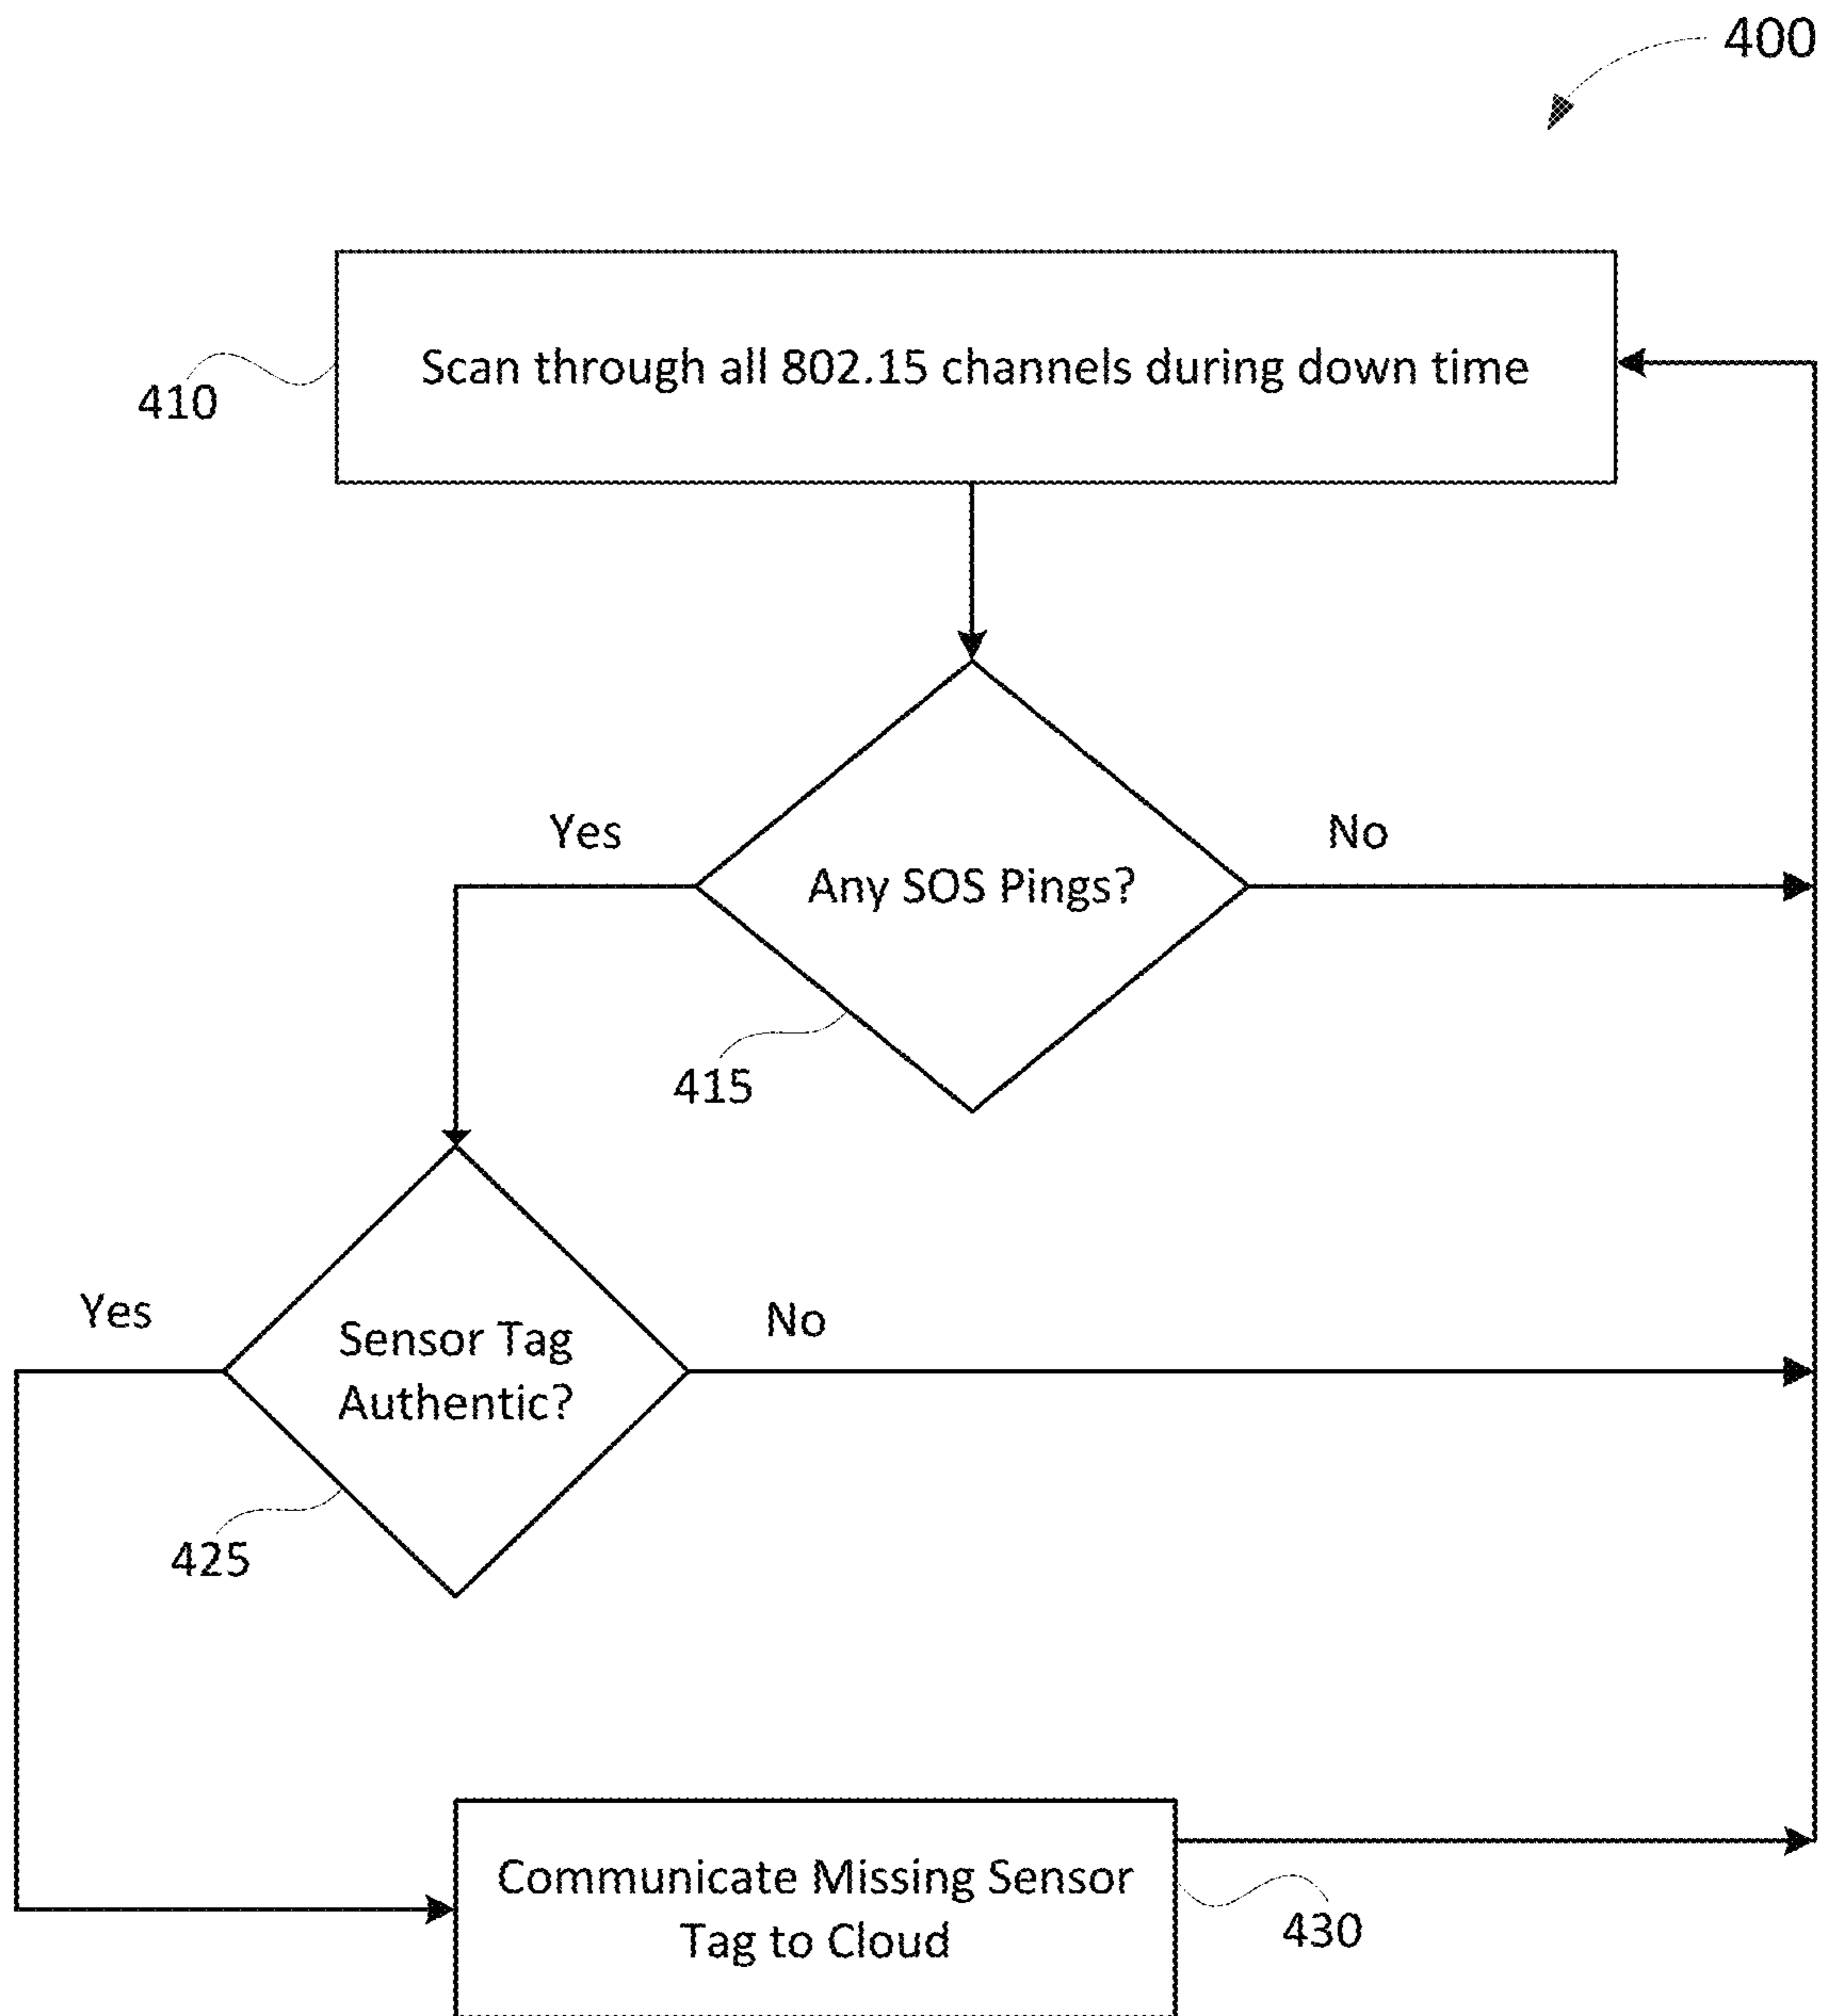 400
Scan through all 802.15 channels during down time
410
Yes
No
Any SOS Pings?
415
Yes
No
Sensor Tag
Authentic?
425
Communicate Missing Sensor
Tag to Cloud
430